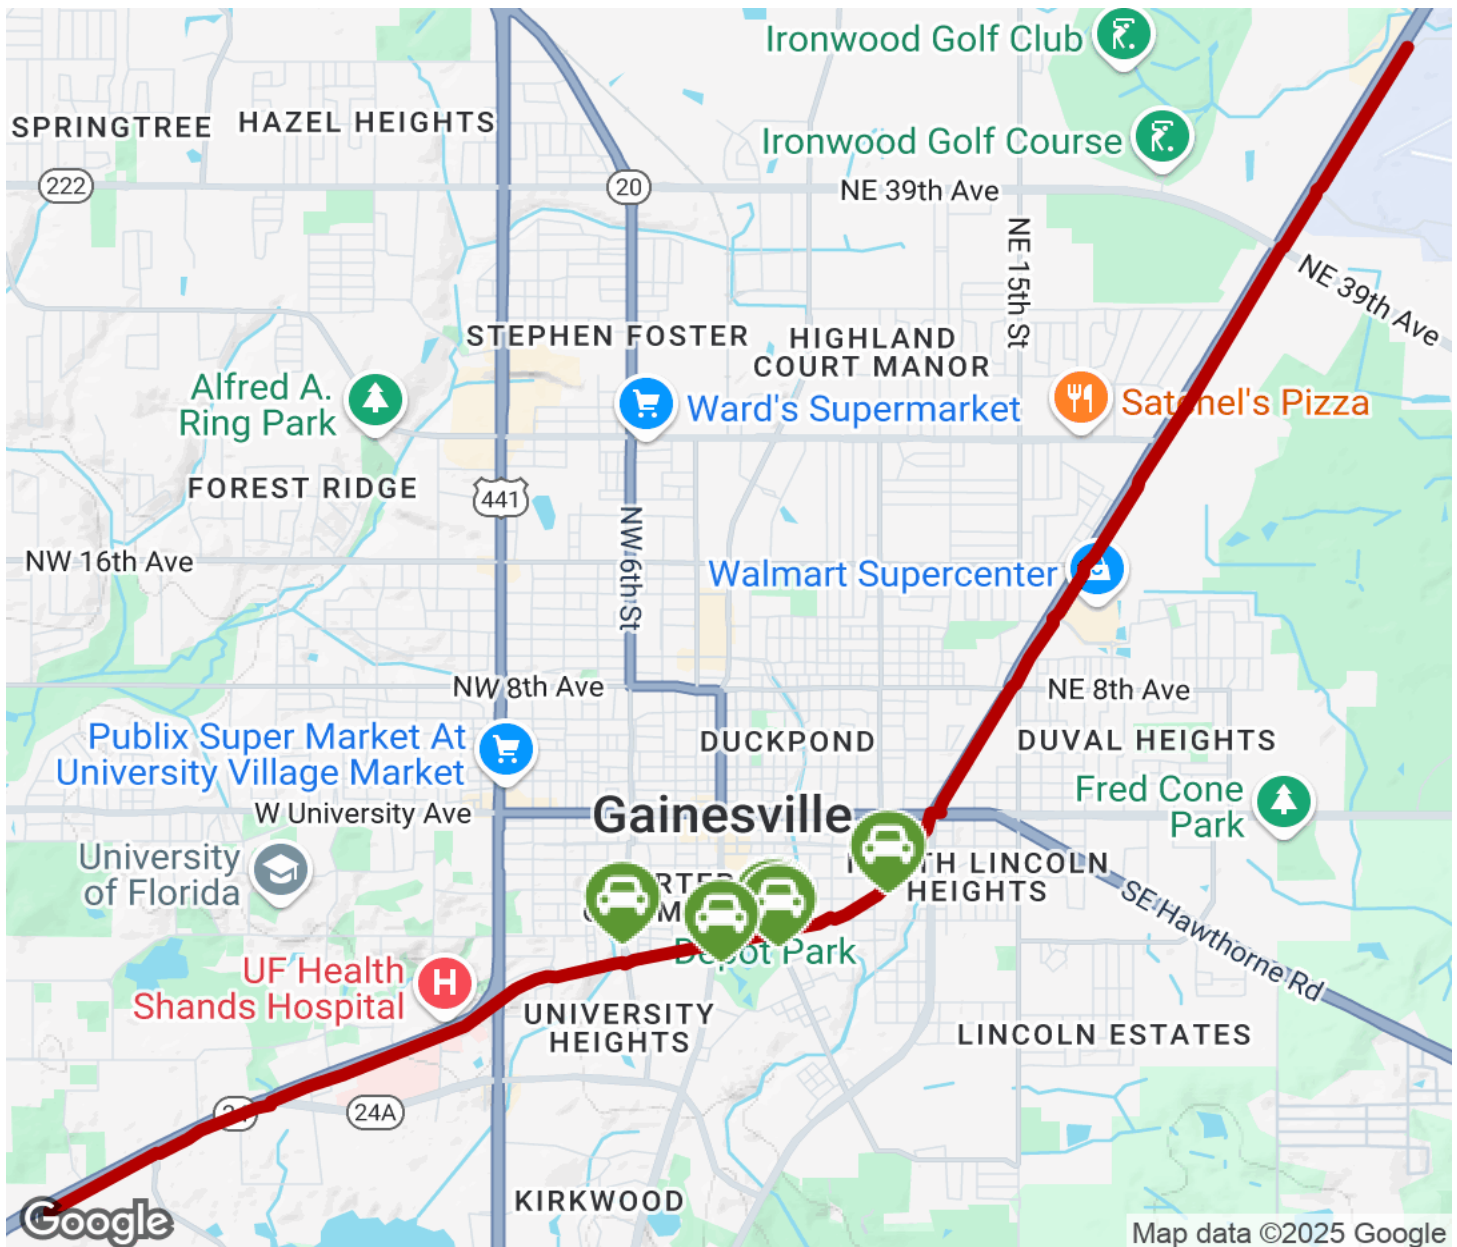 Ironwood Golf Club
SPRINGTREE
HAZEL HEIGHTS
Ironwood Golf Course
222
20
NE 39th Ave
NE 15th St
NE 39th Ave
STEPHEN FOSTER
HIGHLAND
COURT MANOR
Alfred A.
Ring Park
Ward's Supermarket
Pizza
FOREST RIDGE
441
NW 6th St
NW 16th Ave
Walmart Supercenter
NW 8th Ave
NE 8th Ave
Publix Super Market At
University Village Market
DUCKPOND
DUVAL HEIGHTS
W University Ave
Gainesville
Fred Cone
Park
University
of Florida
LINCOLN
HEIGHTS
SE Hawthorne Rd
Park
UF Health
Shands Hospital
H
UNIVERSITY
HEIGHTS
LINCOLN ESTATES
24
24A
KIRKWOOD
Google
Map data ©2025 Google